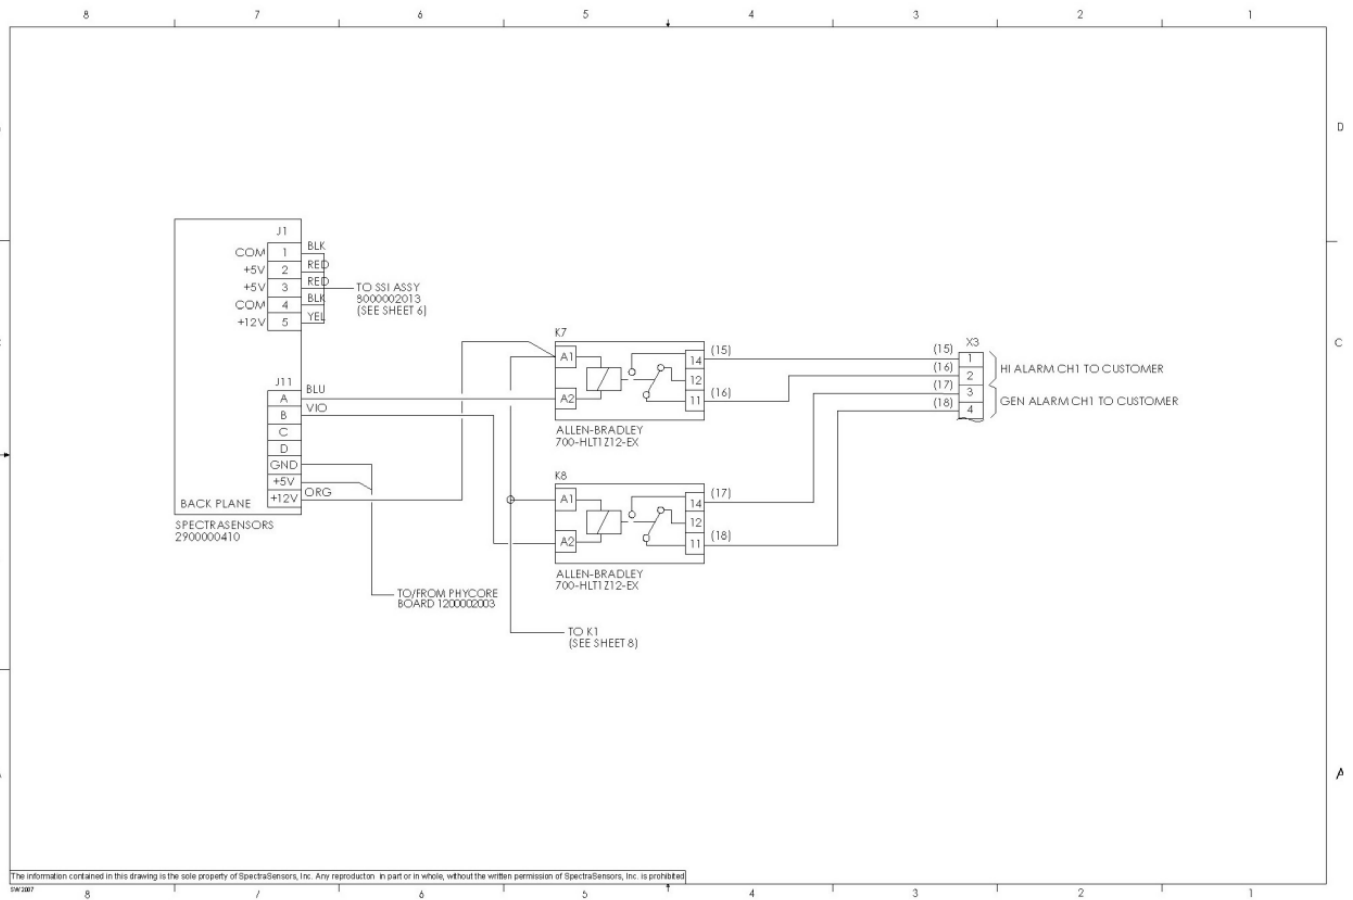 8 7 6 5 4 3 2 1
D
J1
COM 1 BLK
+5V 2 RED
+5V 3 RED
COM 4 BLK
+12V 5 YEL
TO SSI ASSY
8000002013
(SEE SHEET 6)
J11
A BLU
B VIO
C
D
GND
+5V
+12V ORG
BACK PLANE
SPECTRASENSORS
2900000410
TO/FROM PHYCORE
BOARD 1200002003
K7
A1
A2
14 (15)
12
11 (16)
ALLEN-BRADLEY
700-HLT1Z12-EX
K8
A1
A2
14 (17)
12
11 (18)
ALLEN-BRADLEY
700-HLT1Z12-EX
TO K1
(SEE SHEET 8)
X3
(15) 1
(16) 2
(17) 3
(18) 4
HI ALARM CH1 TO CUSTOMER
GEN ALARM CH1 TO CUSTOMER
C
A
The information contained in this drawing is the sole property of SpectraSensors, Inc. Any reproducton in part or in whole, without the written permission of SpectraSensors, Inc. is prohibited
SW2007
8 7 6 5 4 3 2 1